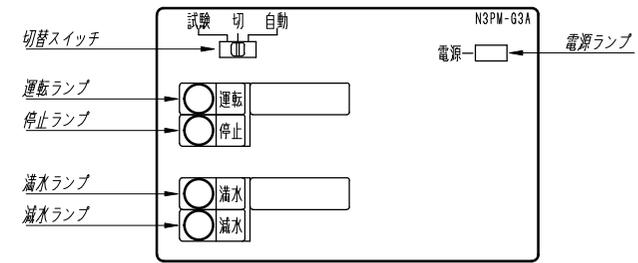 試験 切 自動
N3PM-G3A
切替スイッチ
電源
電源ランプ
運転ランプ
運転
停止ランプ
停止
満水ランプ
満水
減水ランプ
減水